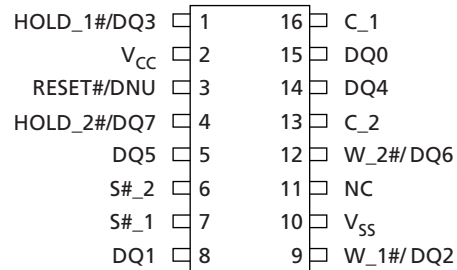 HOLD_1#/DQ3 1 16 C_1
VCC 2 15 DQ0
RESET#/DNU 3 14 DQ4
HOLD_2#/DQ7 4 13 C_2
DQ5 5 12 W_2#/DQ6
S#_2 6 11 NC
S#_1 7 10 VSS
DQ1 8 9 W_1#/DQ2